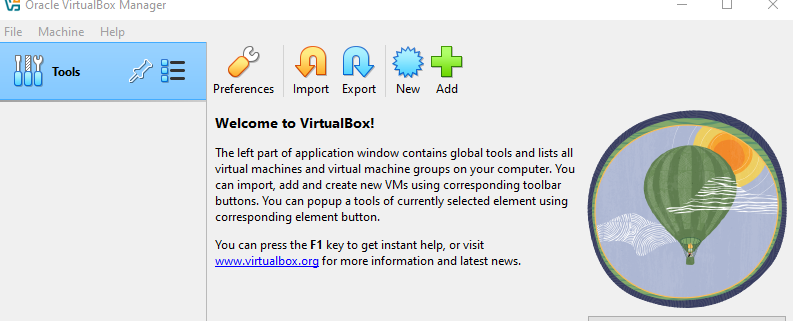 Oracle VirtualBox Manager
File Machine Help
Tools
Preferences Import Export New Add
Welcome to VirtualBox!
The left part of application window contains global tools and lists all
virtual machines and virtual machine groups on your computer. You
can import, add and create new VMs using corresponding toolbar
buttons. You can popup a tools of currently selected element using
corresponding element button.
You can press the F1 key to get instant help, or visit
www.virtualbox.org for more information and latest news.